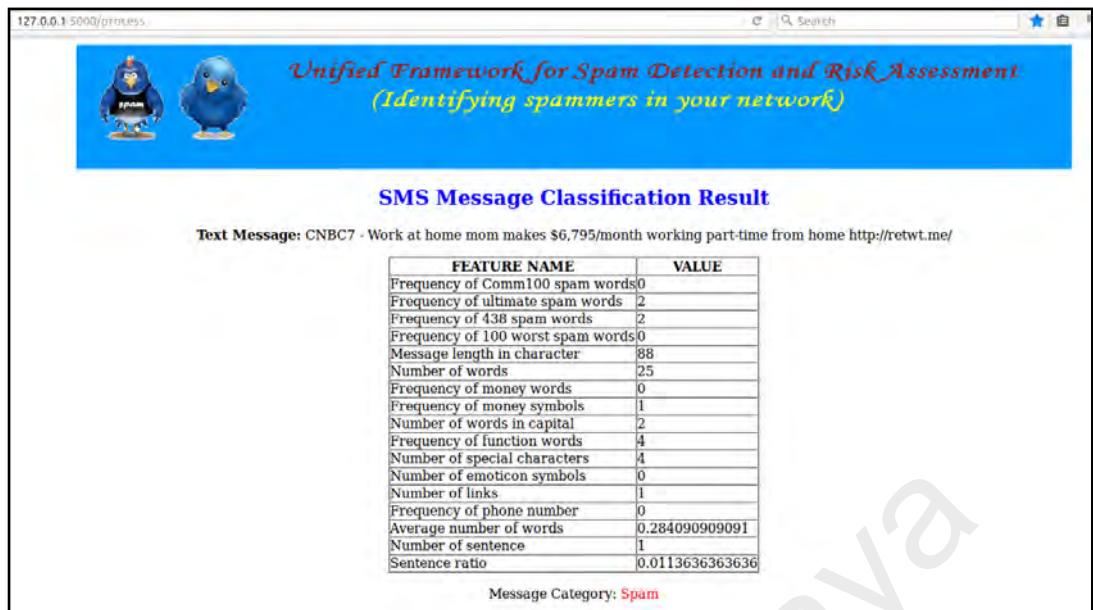 127.0.0.1:5000/process
Search
spam
Unified Framework for Spam Detection and Risk Assessment
(Identifying spammers in your network)
SMS Message Classification Result
Text Message: CNBC7 - Work at home mom makes $6,795/month working part-time from home http://retwt.me/
FEATURE NAME VALUE
Frequency of Comm100 spam words 0
Frequency of ultimate spam words 2
Frequency of 438 spam words 2
Frequency of 100 worst spam words 0
Message length in character 88
Number of words 25
Frequency of money words 0
Frequency of money symbols 1
Number of words in capital 2
Frequency of function words 4
Number of special characters 4
Number of emoticon symbols 0
Number of links 1
Frequency of phone number 0
Average number of words 0.284090909091
Number of sentence 1
Sentence ratio 0.0113636363636
Message Category: Spam